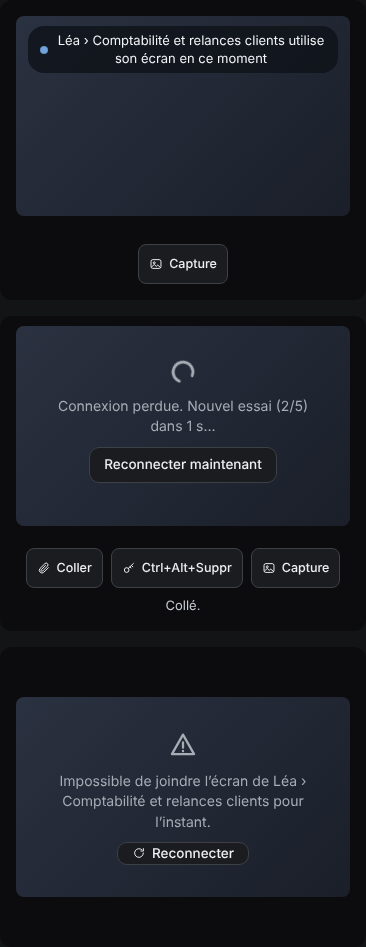 Léa › Comptabilité et relances clients utilise
son écran en ce moment
Capture
Connexion perdue. Nouvel essai (2/5)
dans 1 s…
Reconnecter maintenant
Coller
Ctrl+Alt+Suppr
Capture
Collé.
Impossible de joindre l’écran de Léa ›
Comptabilité et relances clients pour
l’instant.
Reconnecter